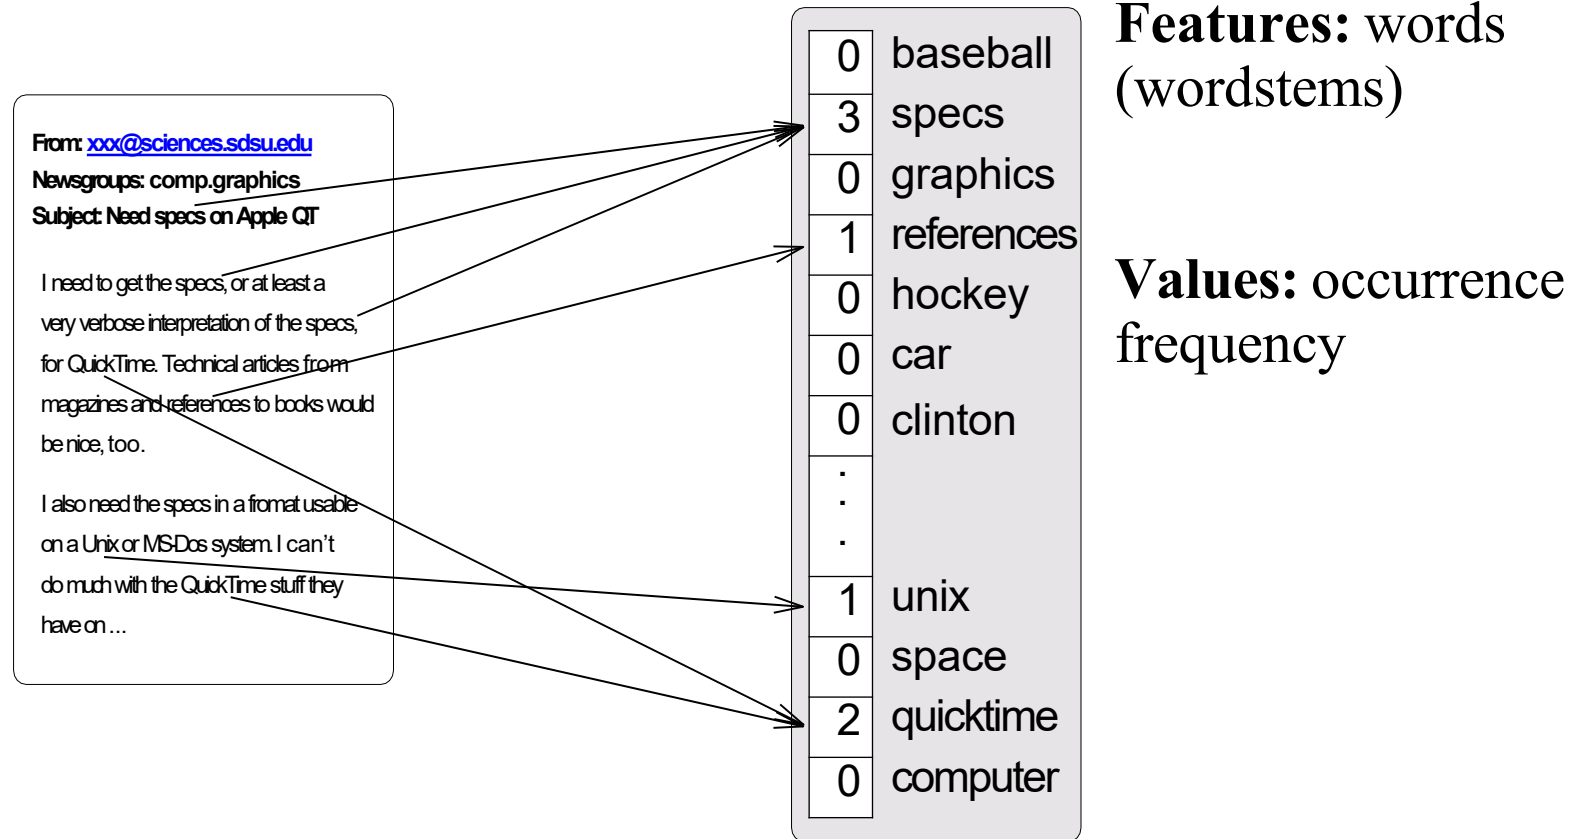 From: xxx@sciences.sdsu.edu
Newsgroups: comp.graphics
Subject: Need specs on Apple QT
I need to get the specs, or at least a
very verbose interpretation of the specs,
for QuickTime. Technical articles from
magazines and references to books would
be nice, too.
I also need the specs in a fromat usable
on a Unix or MS-Dos system. I can't
do much with the QuickTime stuff they
have on ...
0 baseball
3 specs
0 graphics
1 references
0 hockey
0 car
0 clinton
.
.
.
1 unix
0 space
2 quicktime
0 computer
Features: words
(wordstems)
Values: occurrence
frequency